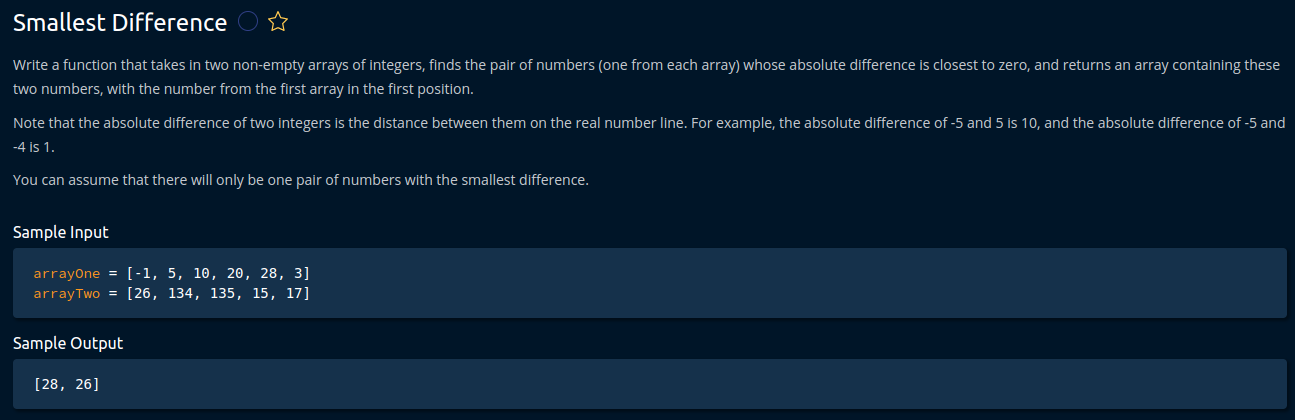 Smallest Difference
Write a function that takes in two non-empty arrays of integers, finds the pair of numbers (one from each array) whose absolute difference is closest to zero, and returns an array containing these
two numbers, with the number from the first array in the first position.
Note that the absolute difference of two integers is the distance between them on the real number line. For example, the absolute difference of -5 and 5 is 10, and the absolute difference of -5 and
-4 is 1.
You can assume that there will only be one pair of numbers with the smallest difference.
Sample Input
arrayOne = [-1, 5, 10, 20, 28, 3]
arrayTwo = [26, 134, 135, 15, 17]
Sample Output
[28, 26]